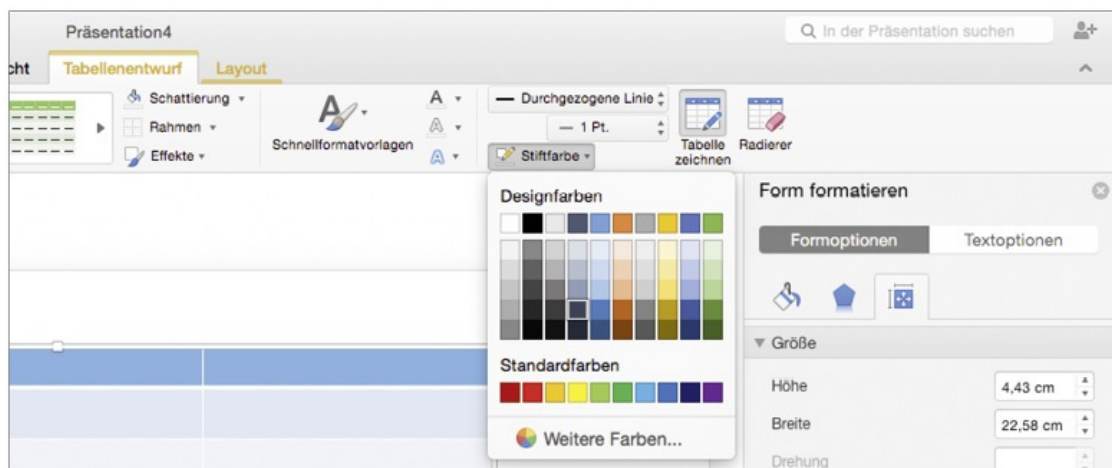 Präsentation4
In der Präsentation suchen
cht Tabellenentwurf Layout
Schattierung
Rahmen
Effekte
A
Schnellformatvorlagen
A
A
A
Durchgezogene Linie
1 Pt.
Stiftfarbe
Tabelle
zeichnen
Radierer
Designfarben
Standardfarben
Weitere Farben...
Form formatieren
Formoptionen Textoptionen
Größe
Höhe 4,43 cm
Breite 22,58 cm
Drehung